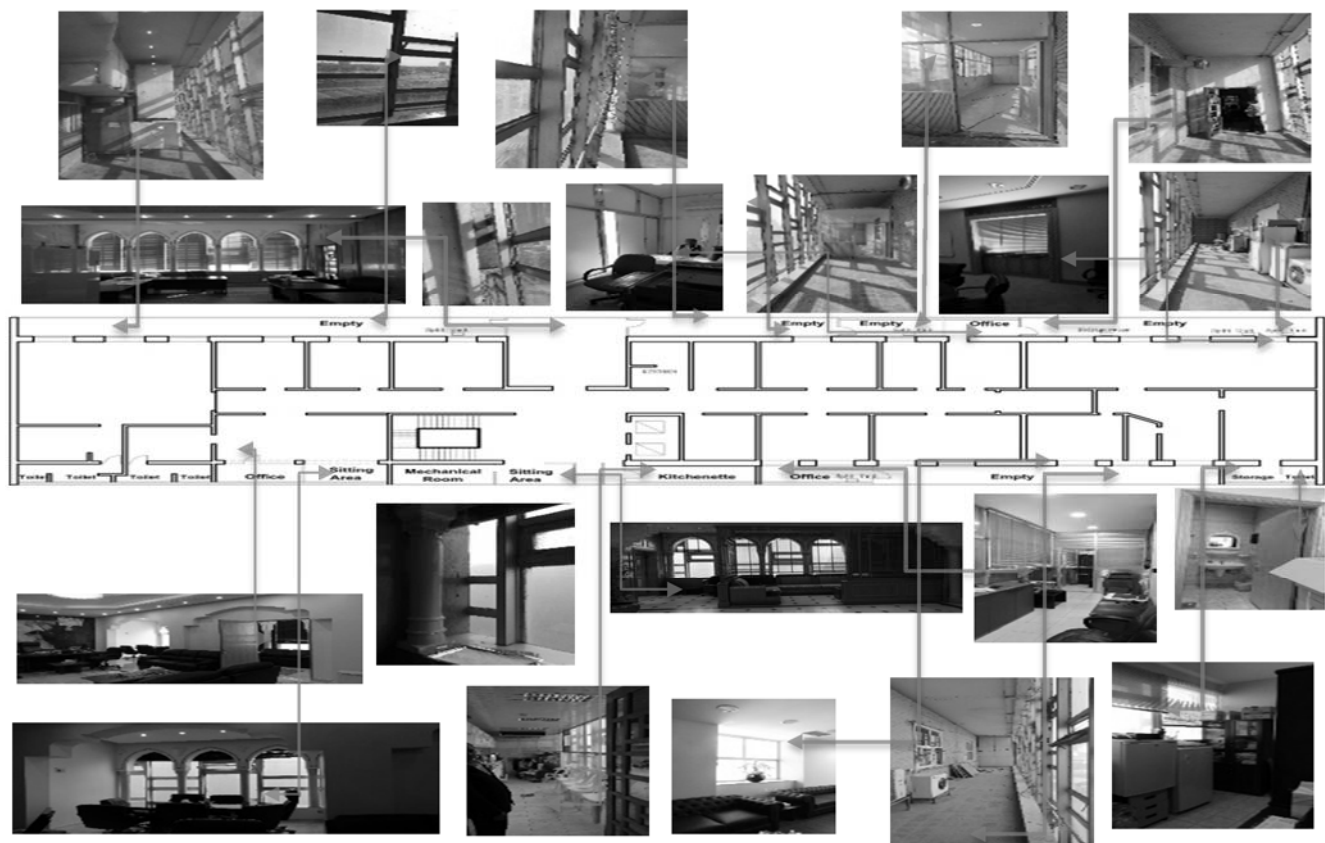 Empty
Empty
Empty
Office
Empty
Toilet
Toilet
Toilet
Toilet
Office
Sitting
Area
Mechanical
Room
Sitting
Area
Kitchenette
Office
Empty
Storage
Toilet